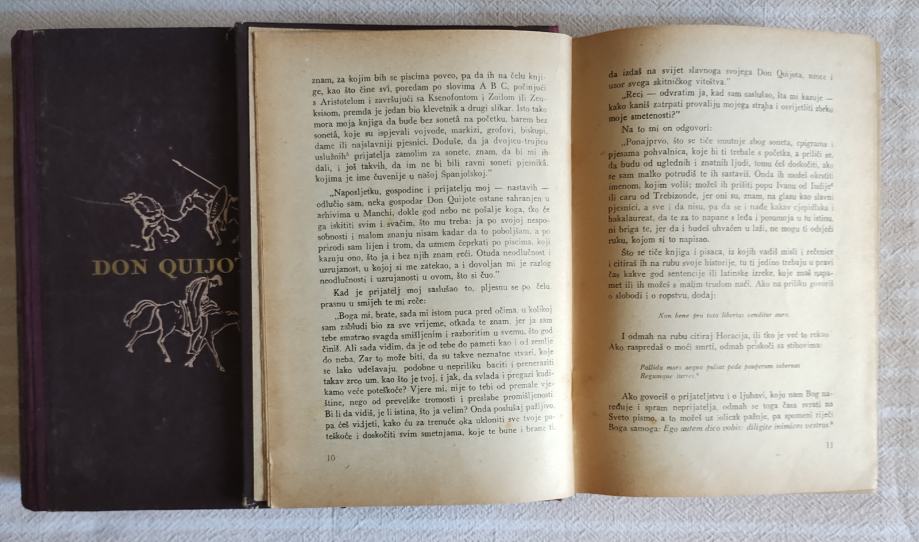 DON QUIJO
znam, za kojim bih se piscima poveo, pa da ih na čelu knji-
ge, kao što čine svi, poredam po slovima A B C, počinjući
s Aristotelom i završujući sa Ksenofontom i Zoilom ili Zeu-
ksisom, premda je jedan bio klevetnik a drugi slikar. Isto tako
mora moja knjiga da bude bez sonetâ na početku, barem bez
sonetâ, koje su ispjevali vojvode, markizi, grofovi, biskupi,
dame ili najslavniji pjesnici. Doduše, da ja dvojicu-trojicu
uslužnih prijatelja zamolim za sonete, znam, da bi mi ih
dali, i još takvih, da im ne bi bili ravni soneti pjesnikâ,
kojima je ime čuvenije u našoj Španjolskoj.“
„Naposljetku, gospodine i prijatelju moj — nastavih —
odlučio sam, neka gospodar Don Quijote ostane sahranjen u
arhivima u Manchi, dokle god nebo ne pošalje koga, tko će
ga iskititi svim i svačim, što mu treba: ja po svojoj nespo-
sobnosti i malom znanju nisam kadar da to poboljšam, a po
prirodi sam lijen i trom, da uzmem čeprkati po piscima, koji
kazuju ono, što ja i bez njih znam reći. Otuda neodlučnost i
uzrujanost, u kojoj si me zatekao, a i dovoljan mi je razlog
neodlučnosti i uzrujanosti u ovom, što si čuo.“
Kad je prijatelj moj saslušao to, pljesnu se po čelu
prasnu u smijeh te mi reče:
„Boga mi, brate, sada mi istom puca pred očima, u kolikoj
sam zabludi bio za sve vrijeme, otkada te znam, jer ja sam
tebe smatrao svagda smišljenim i razboritim u svemu, što god
činiš. Ali sada vidim, da je od tebe do pameti kao i od zemlje
do neba. Zar to može biti, da su takve neznatne stvari, koje
se lako udešavaju, podobne u nepriliku baciti i preneraziti
takav zreo um, kao što je tvoj, i jak, da svlada i pregazi kudi-
kamo veće poteškoće? Vjere mi, nije to tebi od premale vje-
štine, nego od prevelike tromosti i preslabe promišljenosti
Bi li da vidiš, je li istina, što ja velim? Onda poslušaj pažljivo,
pa ćeš vidjeti, kako ću za trenuće oka ukloniti sve tvoje po-
teškoće i doskočiti svim smetnjama, koje te bune i brane ti,
10
da izdaš na svijet slavnoga svojega Don Quijota, sunce i
uzor svega skitničkog viteštva.“
„Reci — odvratim ja, kad sam saslušao, šta mi kazuje —
kako kaniš zatrpati provaliju mojega straha i osvijetliti zbrku
moje smetenosti?“
Na to mi on odgovori:
„Ponajprvo, što se tiče smutnje zbog soneta, epigrama i
pjesama pohvalnica, koje bi ti trebale s početka, a priliči se,
da budu od uglednih i znatnih ljudi, tomu ćeš doskočiti, ako
se sam malko potrudiš te ih sastaviš. Onda ih možeš okrstiti
imenom, kojim voliš; možeš ih prišiti popu Ivanu od Indije
ili caru od Trebizonde, jer oni su, znam, na glasu kao slavni
pjesnici, a sve i da nisu, pa da se i nađe kakav cjepidlaka i
bakalaureat, da te za to napane s leđa i posumnja u tu istinu,
ni briga te, jer da i budeš uhvaćen u laži, ne mogu ti odsjeći
ruku, kojom si to napisao.
Što se tiče knjiga i pisaca, iz kojih vadiš misli i rečenice
i citiraš ih na rubu svoje historije, tu ti jedino trebaju u pravi
čas kakve god sentencije ili latinske izreke, koje znaš napa-
met ili ih možeš s malim trudom naći. Ako na priliku govoriš
o slobodi i o ropstvu, dodaj:
Non bene pro toto libertas venditur auro.
I odmah na rubu citiraj Horacija, ili tko je već to rekao
Ako raspredaš o moći smrti, odmah priskoči sa stihovima:
Pallida mors aequo pulsat pede pauperum tabernas
Regumque turres.
Ako govoriš o prijateljstvu i o ljubavi, koju nam Bog na-
ređuje i spram neprijatelja, odmah se toga časa svrati na
Sveto pismo, a to možeš uz količak pažnje, pa spomeni riječi
Boga samoga: Ego autem dico vobis: diligite inimicos vestros.
11